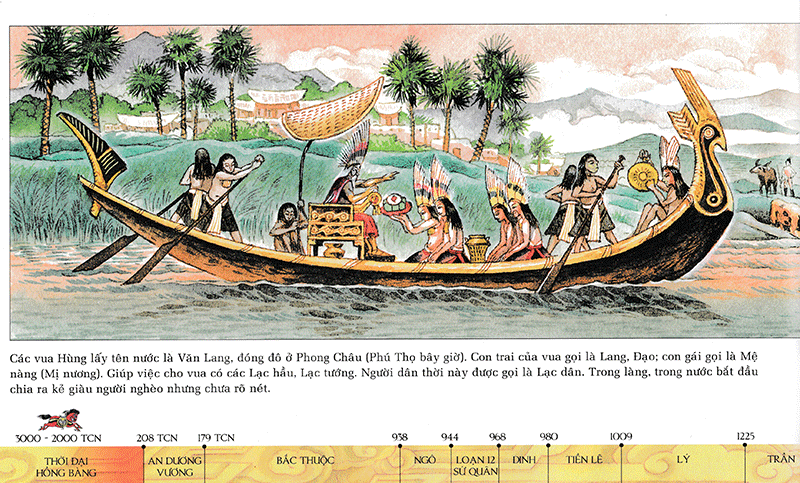 Các vua Hùng lấy tên nước là Văn Lang, đóng đô ở Phong Châu (Phú Thọ bây giờ). Con trai của vua gọi là Lang, Đạo; con gái gọi là Mệ
nàng (Mị nương). Giúp việc cho vua có các Lạc hầu, Lạc tướng. Người dân thời này được gọi là Lạc dân. Trong làng, trong nước bắt đầu
chia ra kẻ giàu người nghèo nhưng chưa rõ nét.
3000 - 2000 TCN 208 TCN 179 TCN 938 944 968 980 1009 1225
THỜI ĐẠI
HỒNG BÀNG
AN DƯƠNG
VƯƠNG
BẮC THUỘC
NGÔ
LOẠN 12
SỨ QUÂN
ĐINH
TIỀN LÊ
LÝ
TRẦN